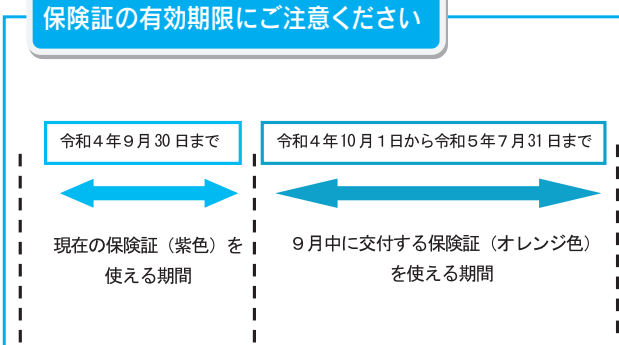 保険証の有効期限にご注意ください
令和４年９月30日まで
令和４年10月１日から令和５年７月31日まで
現在の保険証（紫色）を
使える期間
９月中に交付する保険証（オレンジ色）
を使える期間